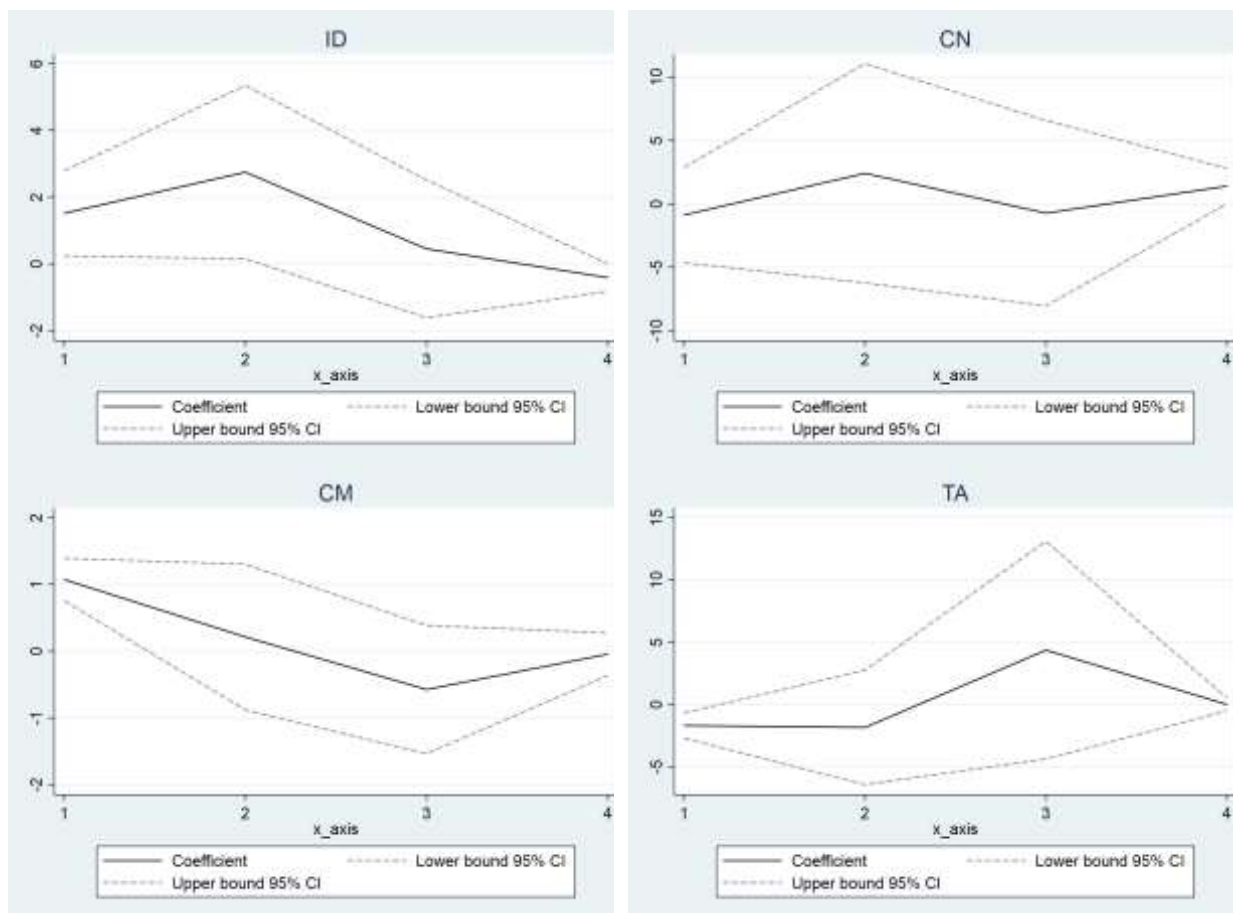 ID
6
4
2
0
-2
1 2 3 4
x_axis
Coefficient Lower bound 95% CI
Upper bound 95% CI
CN
10
5
0
-5
-10
1 2 3 4
x_axis
Coefficient Lower bound 95% CI
Upper bound 95% CI
CM
2
1
0
-1
-2
1 2 3 4
x_axis
Coefficient Lower bound 95% CI
Upper bound 95% CI
TA
15
10
5
0
-5
1 2 3 4
x_axis
Coefficient Lower bound 95% CI
Upper bound 95% CI